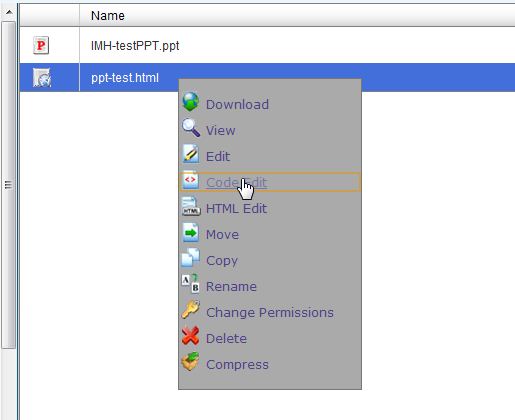 Name
IMH-testPPT.ppt
ppt-test.html
Download
View
Edit
Code Edit
HTML Edit
Move
Copy
Rename
Change Permissions
Delete
Compress